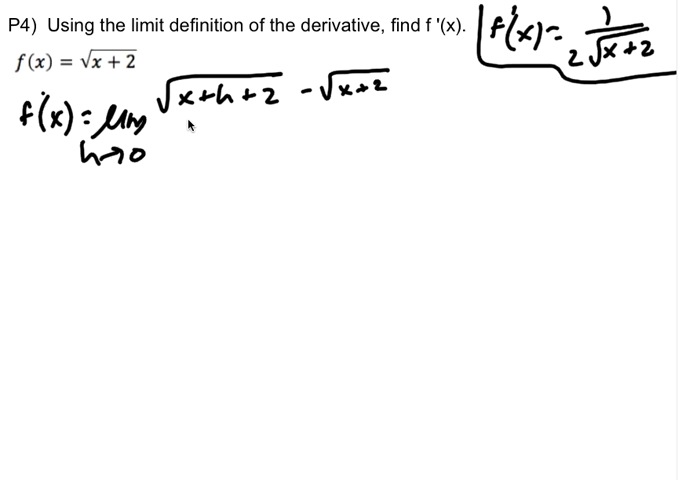 P4) Using the limit definition of the derivative, find f '(x).
f'(x) = 1 / 2√(x+2)
f(x) = √(x + 2)
f'(x) = lim h→0 √(x+h+2) - √(x+2)